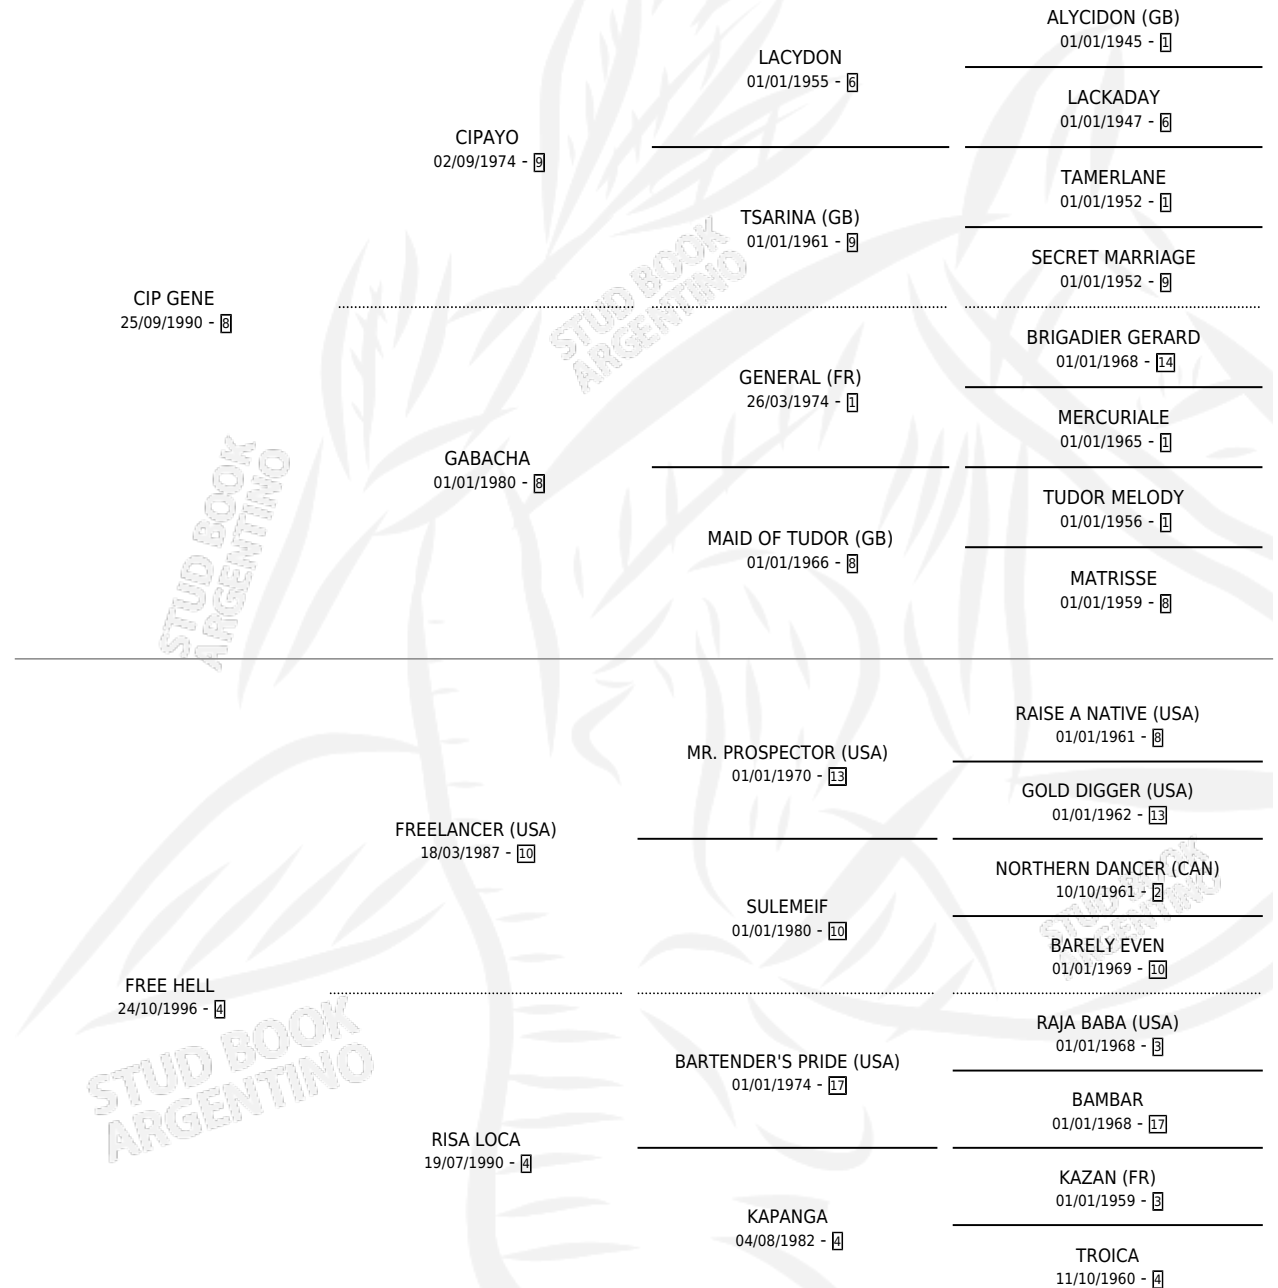 ALYCIDON (GB)
01/01/1945 - 1
LACYDON
01/01/1955 - 6
LACKADAY
01/01/1947 - 6
CIPAYO
02/09/1974 - 9
TAMERLANE
01/01/1952 - 1
TSARINA (GB)
01/01/1961 - 9
SECRET MARRIAGE
01/01/1952 - 9
CIP GENE
25/09/1990 - 8
BRIGADIER GERARD
01/01/1968 - 14
GENERAL (FR)
26/03/1974 - 1
MERCURIALE
01/01/1965 - 1
GABACHA
01/01/1980 - 8
TUDOR MELODY
01/01/1956 - 1
MAID OF TUDOR (GB)
01/01/1966 - 8
MATRISSE
01/01/1959 - 8
STUD BOOK
ARGENTINO
STUD BOOK
ARGENTINO
RAISE A NATIVE (USA)
01/01/1961 - 8
MR. PROSPECTOR (USA)
01/01/1970 - 13
GOLD DIGGER (USA)
01/01/1962 - 13
FREELANCER (USA)
18/03/1987 - 10
NORTHERN DANCER (CAN)
10/10/1961 - 2
SULEMEIF
01/01/1980 - 10
BARELY EVEN
01/01/1969 - 10
STUD BOOK
ARGENTINO
FREE HELL
24/10/1996 - 4
RAJA BABA (USA)
01/01/1968 - 3
BARTENDER'S PRIDE (USA)
01/01/1974 - 17
BAMBAR
01/01/1968 - 17
RISA LOCA
19/07/1990 - 4
KAZAN (FR)
01/01/1959 - 3
KAPANGA
04/08/1982 - 4
TROICA
11/10/1960 - 4
STUD BOOK
ARGENTINO